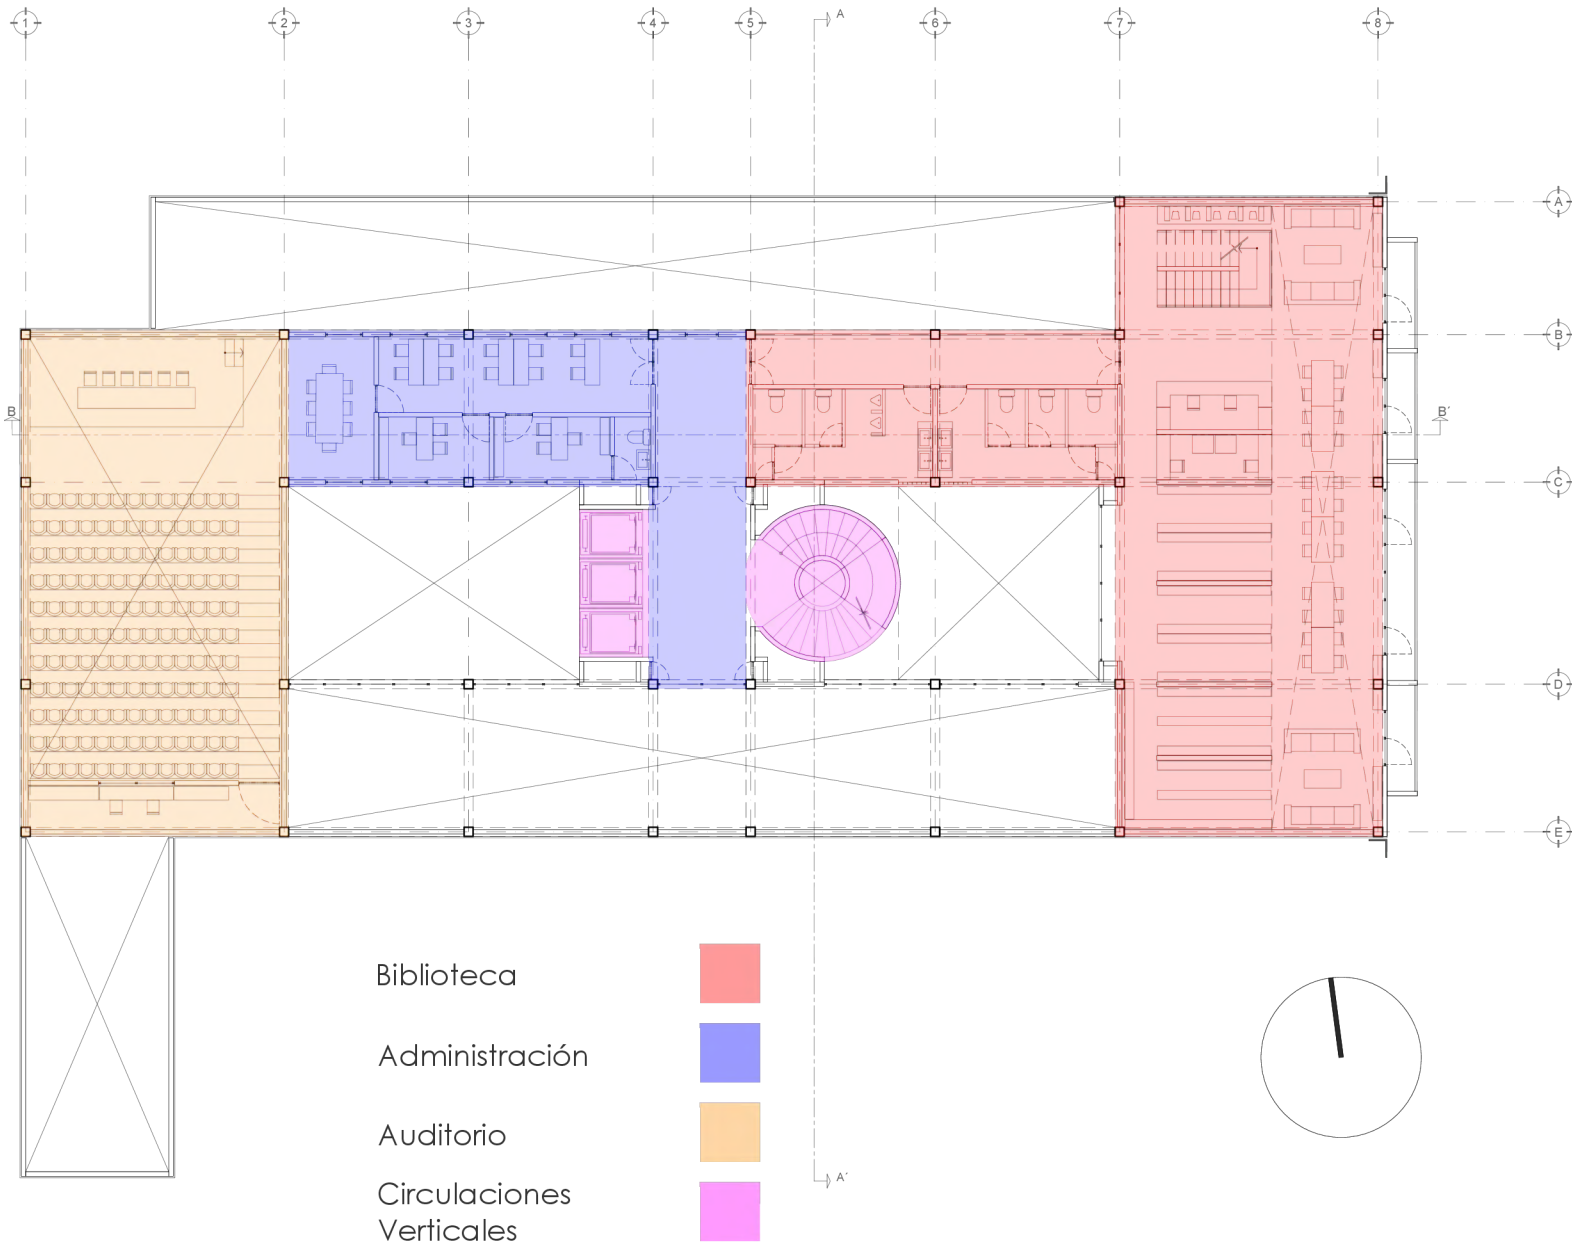 1 2 3 4 5 6 7 8
A
A
B
B B´
C
D
E
Biblioteca
Administración
Auditorio
Circulaciones
Verticales
A´